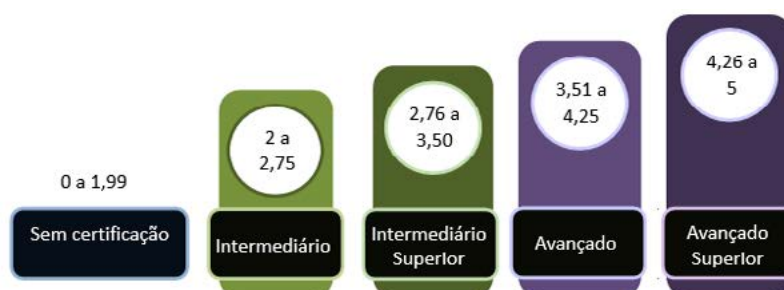 0 a 1,99
Sem certificação
2 a
2,75
Intermediário
2,76 a
3,50
Intermediário
Superior
3,51 a
4,25
Avançado
4,26 a
5
Avançado
Superior